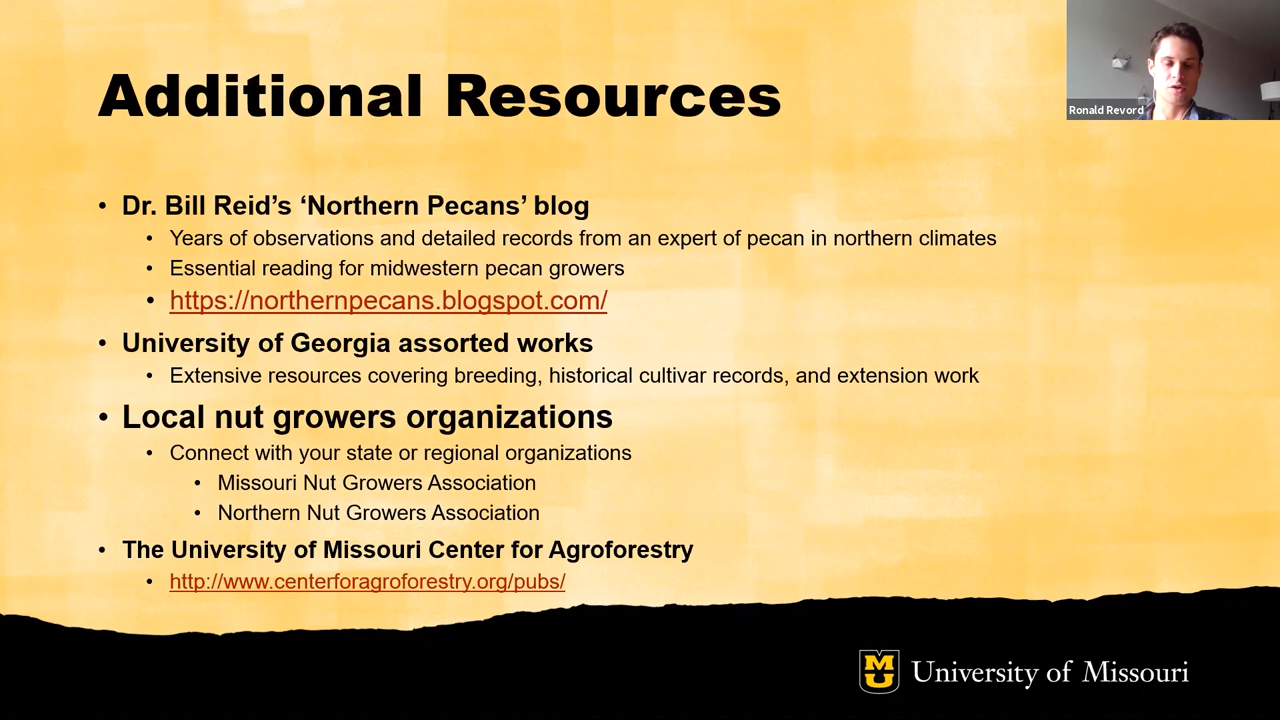 Additional Resources
Ronald Revord
• Dr. Bill Reid’s ‘Northern Pecans’ blog
• Years of observations and detailed records from an expert of pecan in northern climates
• Essential reading for midwestern pecan growers
• https://northernpecans.blogspot.com/
• University of Georgia assorted works
• Extensive resources covering breeding, historical cultivar records, and extension work
• Local nut growers organizations
• Connect with your state or regional organizations
• Missouri Nut Growers Association
• Northern Nut Growers Association
• The University of Missouri Center for Agroforestry
• http://www.centerforagroforestry.org/pubs/
MU University of Missouri